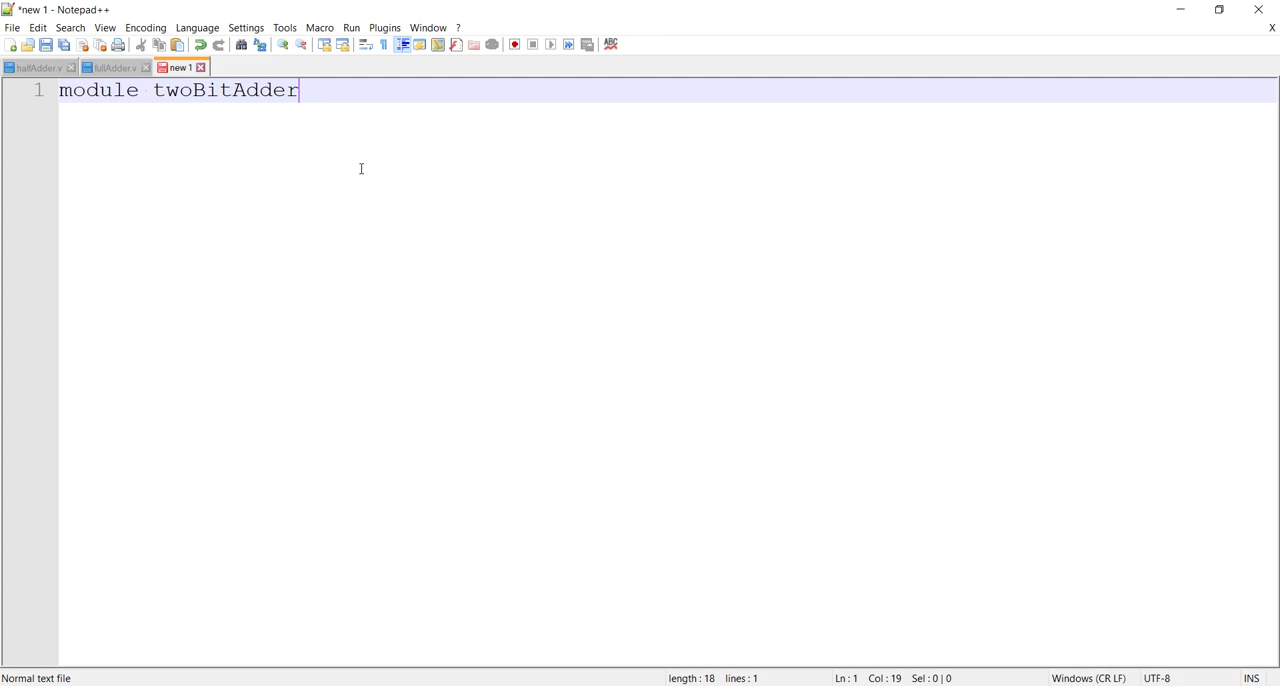 *new 1 - Notepad++
File Edit Search View Encoding Language Settings Tools Macro Run Plugins Window ? X
ABC
halfAdder.v fullAdder.v new 1
1 module twoBitAdder
Normal text file length : 18 lines : 1 Ln : 1 Col : 19 Sel : 0 | 0 Windows (CR LF) UTF-8 INS